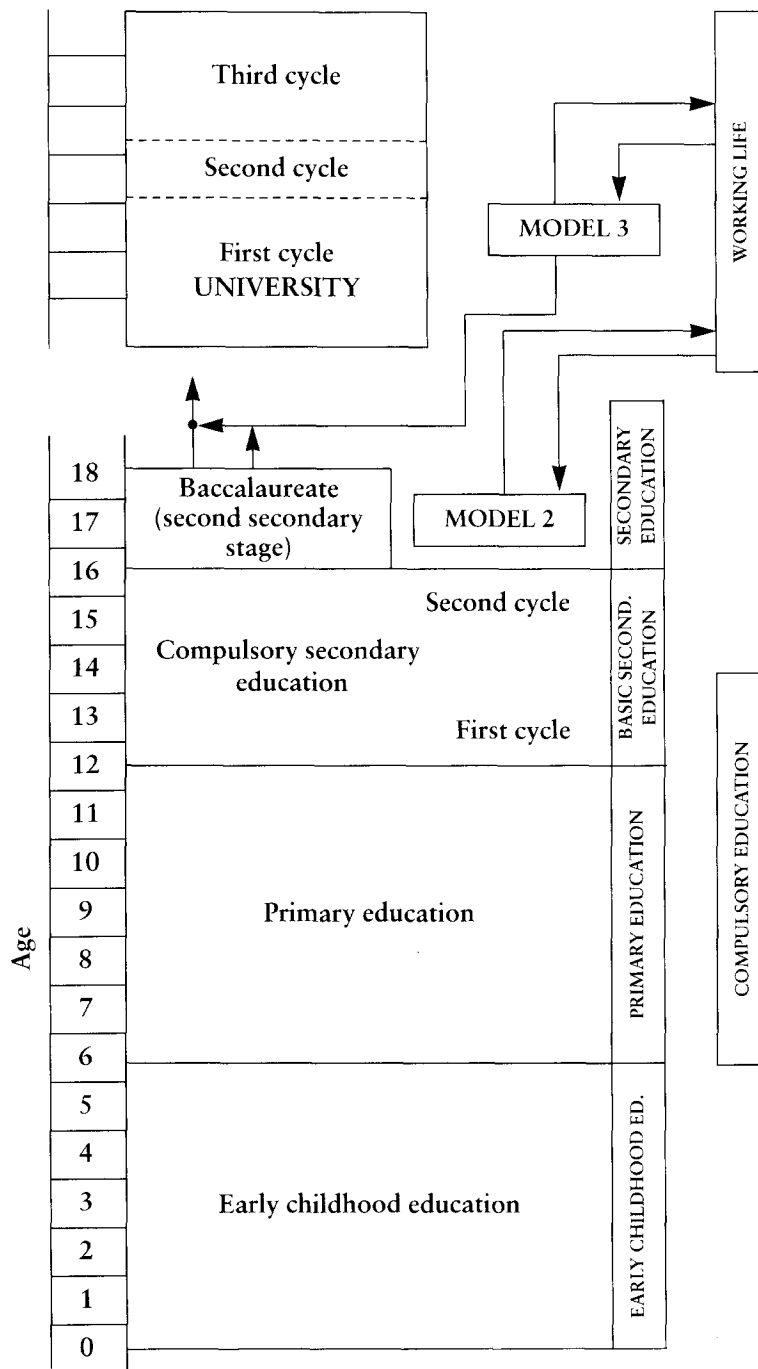 Third cycle
Second cycle
First cycle
UNIVERSITY
MODEL 3
WORKING LIFE
18
17
16
15
14
13
12
11
10
9
8
7
6
5
4
3
2
1
0
Age
Baccalaureate
(second secondary
stage)
MODEL 2
SECONDARY
EDUCATION
Second cycle
Compulsory secondary
education
First cycle
BASIC SECOND.
EDUCATION
Primary education
PRIMARY EDUCATION
COMPULSORY EDUCATION
Early childhood education
EARLY CHILDHOOD ED.